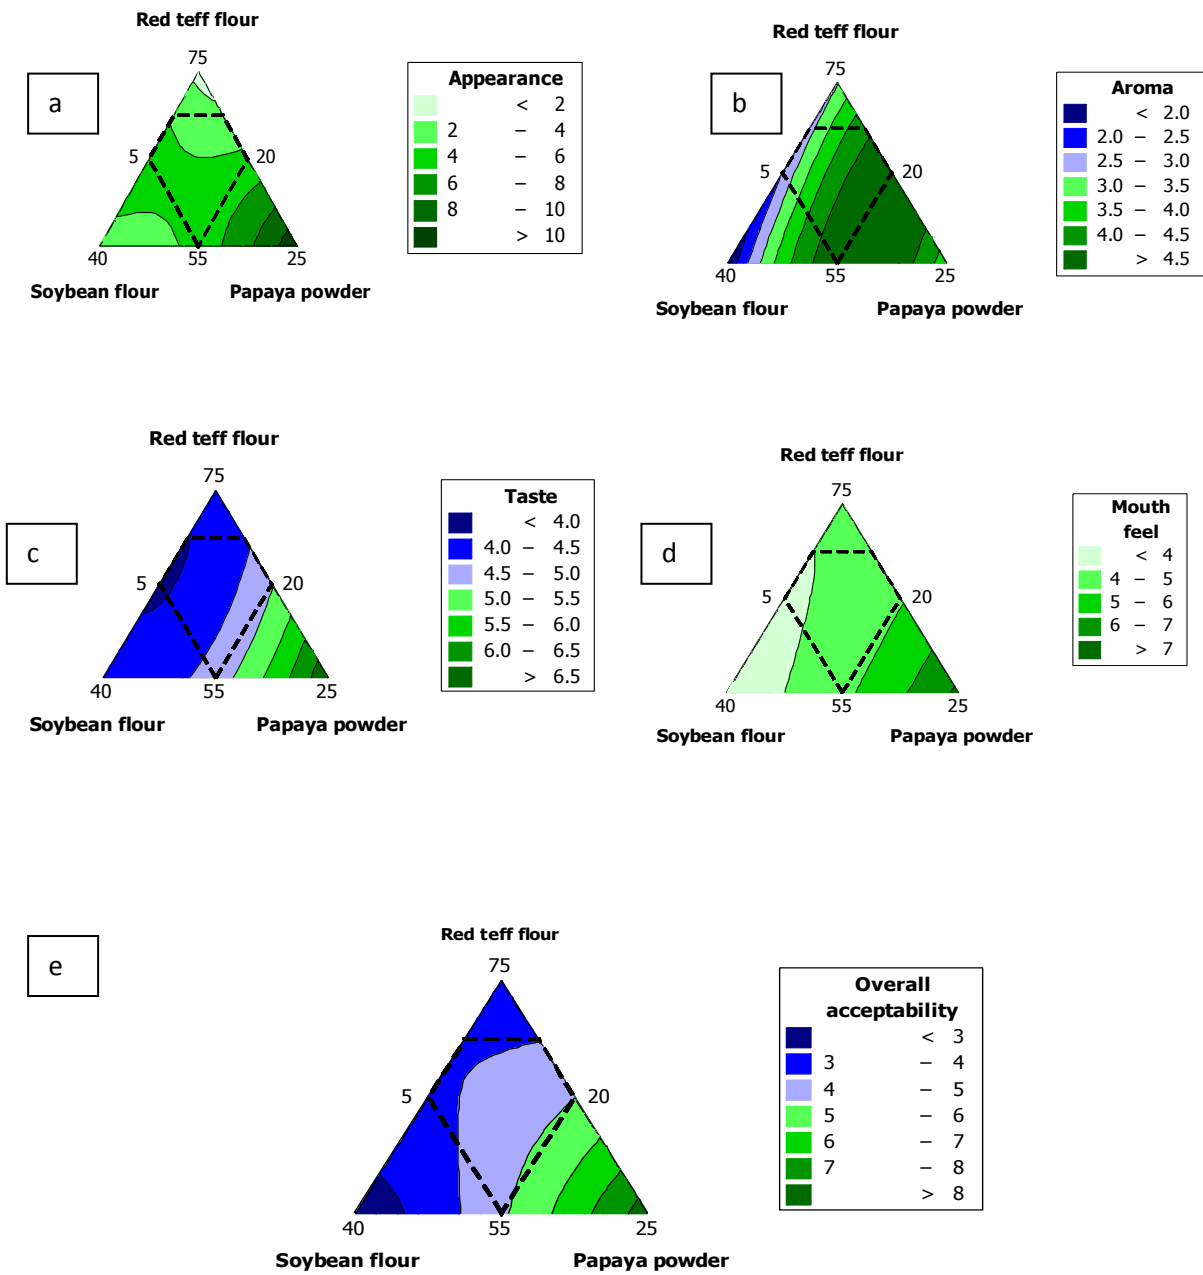 Red teff flour
75
a
5
20
40
55
25
Soybean flour
Papaya powder
Appearance
< 2
2 – 4
4 – 6
6 – 8
8 – 10
> 10
Red teff flour
75
b
5
20
40
55
25
Soybean flour
Papaya powder
Aroma
< 2.0
2.0 – 2.5
2.5 – 3.0
3.0 – 3.5
3.5 – 4.0
4.0 – 4.5
> 4.5
Red teff flour
75
c
5
20
40
55
25
Soybean flour
Papaya powder
Taste
< 4.0
4.0 – 4.5
4.5 – 5.0
5.0 – 5.5
5.5 – 6.0
6.0 – 6.5
> 6.5
Red teff flour
75
d
5
20
40
55
25
Soybean flour
Papaya powder
Mouth
feel
< 4
4 – 5
5 – 6
6 – 7
> 7
Red teff flour
75
e
5
20
40
55
25
Soybean flour
Papaya powder
Overall
acceptability
< 3
3 – 4
4 – 5
5 – 6
6 – 7
7 – 8
> 8